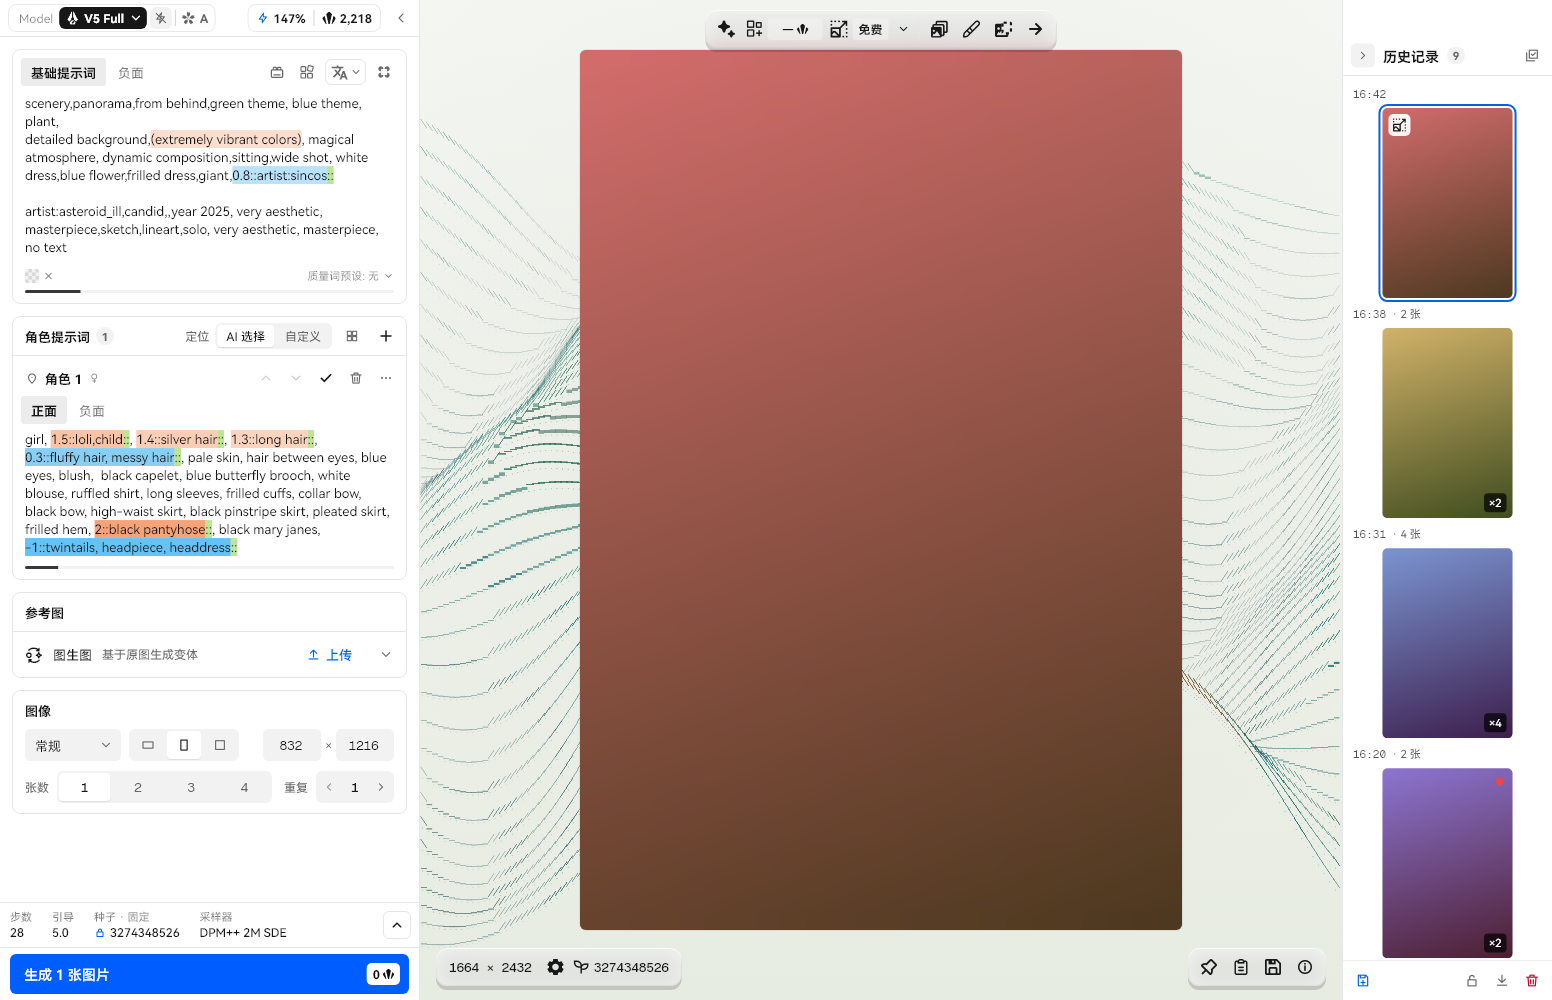 Model V5 Full A 147% 2,218
基础提示词 负面
scenery,panorama,from behind,green theme, blue theme,
plant,
detailed background,(extremely vibrant colors), magical
atmosphere, dynamic composition,sitting,wide shot, white
dress,blue flower,frilled dress,giant,0.8::artist:sincos::
artist:asteroid_ill,candid,,year 2025, very aesthetic,
masterpiece,sketch,lineart,solo, very aesthetic, masterpiece,
no text
质量词预设: 无
角色提示词 1 定位 AI 选择 自定义
角色 1
正面 负面
girl, 1.5::loli,child::, 1.4::silver hair::, 1.3::long hair::,
0.3::fluffy hair, messy hair::, pale skin, hair between eyes, blue
eyes, blush,  black capelet, blue butterfly brooch, white
blouse, ruffled shirt, long sleeves, frilled cuffs, collar bow,
black bow, high-waist skirt, black pinstripe skirt, pleated skirt,
frilled hem, 2::black pantyhose::, black mary janes,
-1::twintails, headpiece, headdress::
参考图
图生图 基于原图生成变体 上传
图像
常规 832 × 1216
张数 1 2 3 4 重复 1
步数 引导 种子 · 固定 采样器
28 5.0 3274348526 DPM++ 2M SDE
生成 1 张图片 0
免费
1664 × 2432 3274348526
历史记录 9
16:42
16:38 · 2 张
×2
16:31 · 4 张
×4
16:20 · 2 张
×2